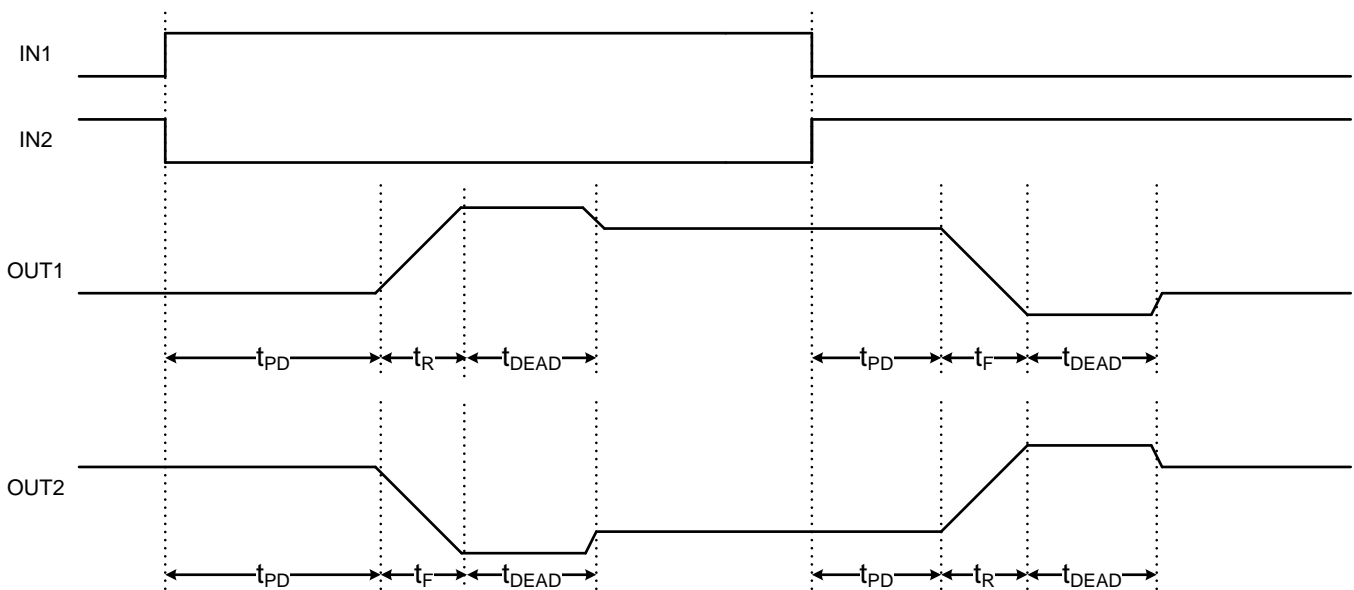 IN1
IN2
OUT1
tPD tR tDEAD tPD tF tDEAD
OUT2
tPD tF tDEAD tPD tR tDEAD